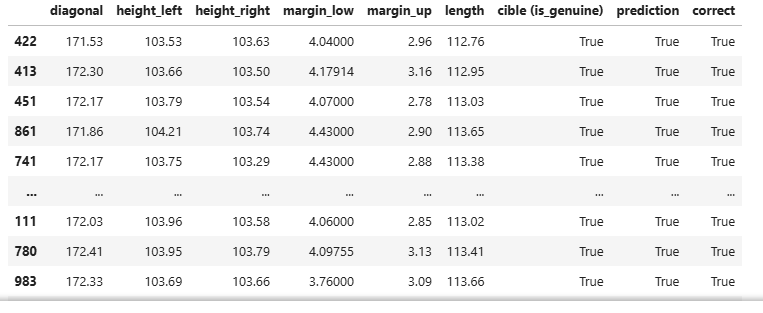 diagonal height_left height_right margin_low margin_up length cible (is_genuine) prediction correct
422 171.53 103.53 103.63 4.04000 2.96 112.76 True True True
413 172.30 103.66 103.50 4.17914 3.16 112.95 True True True
451 172.17 103.79 103.54 4.07000 2.78 113.03 True True True
861 171.86 104.21 103.74 4.43000 2.90 113.65 True True True
741 172.17 103.75 103.29 4.43000 2.88 113.38 True True True
... ... ... ... ... ... ... ... ... ...
111 172.03 103.96 103.58 4.06000 2.85 113.02 True True True
780 172.41 103.95 103.79 4.09755 3.13 113.41 True True True
983 172.33 103.69 103.66 3.76000 3.09 113.66 True True True